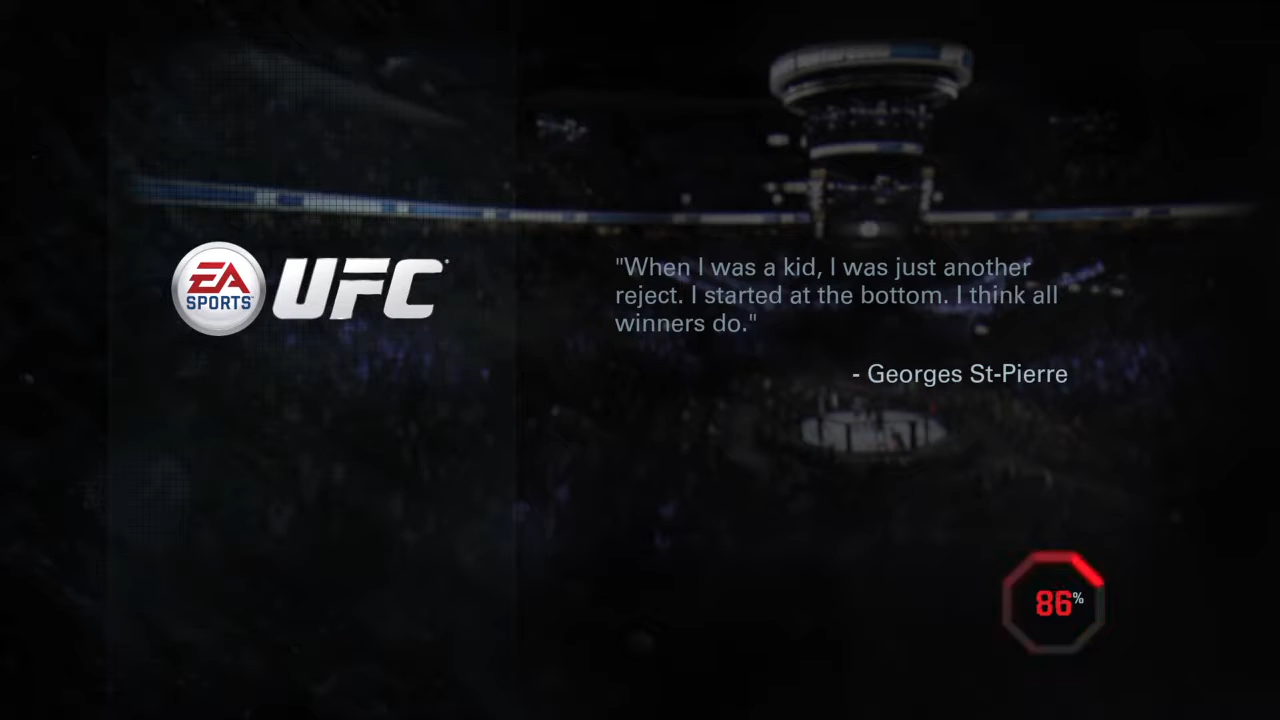 EA
SPORTS
UFC
"When I was a kid, I was just another
reject. I started at the bottom. I think all
winners do."
- Georges St-Pierre
86%